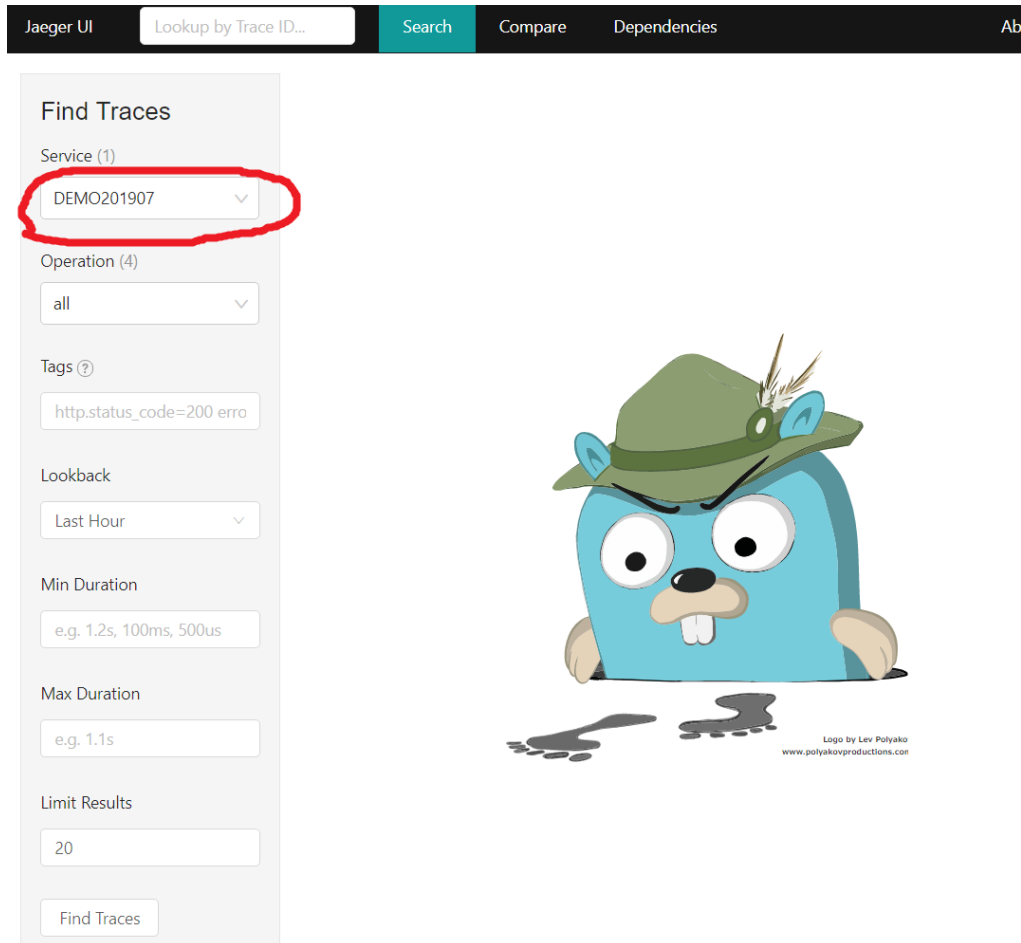 Jaeger UI Lookup by Trace ID... Search Compare Dependencies Ab
Find Traces
Service (1)
DEMO201907
Operation (4)
all
Tags ?
http.status_code=200 erro
Lookback
Last Hour
Min Duration
e.g. 1.2s, 100ms, 500us
Max Duration
e.g. 1.1s
Logo by Lev Polyako
www.polyakovproductions.com
Limit Results
20
Find Traces